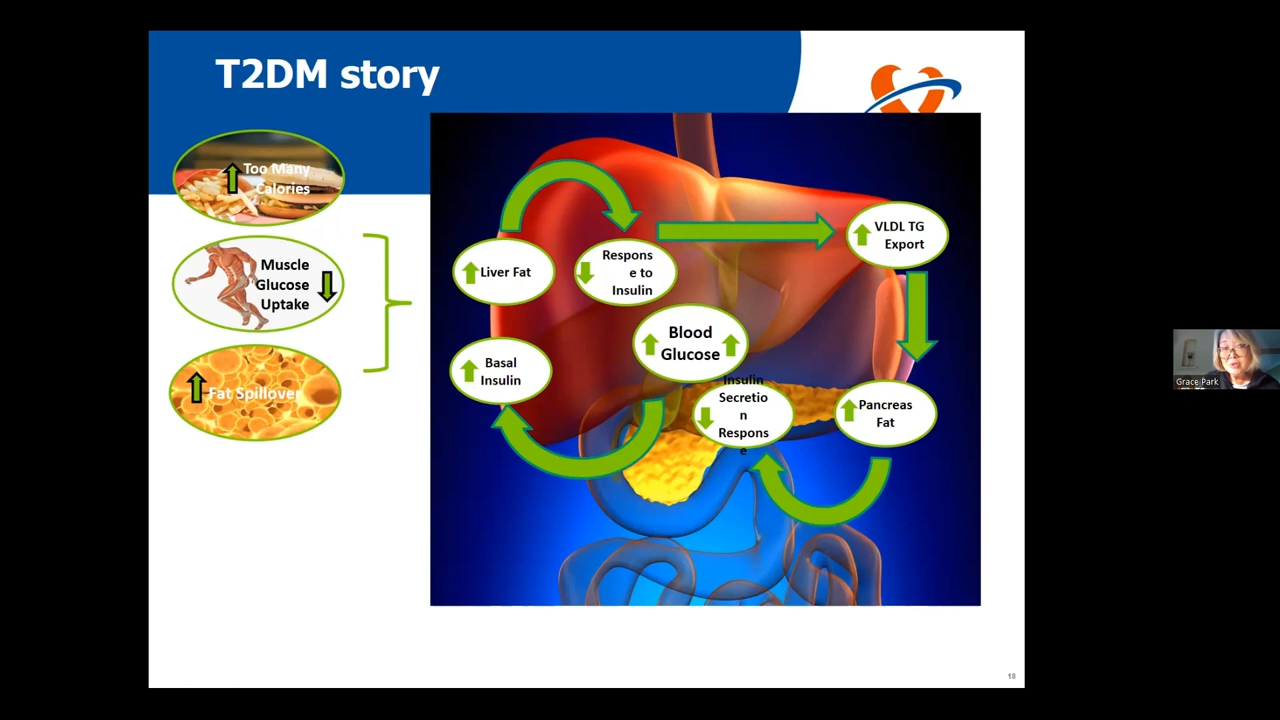 T2DM story
Too Many
Calories
Muscle
Glucose
Uptake
Fat Spillover
Liver Fat
Respons
e to
Insulin
VLDL TG
Export
Blood
Glucose
Basal
Insulin
Insulin
Secretio
n
Respons
e
Pancreas
Fat
Grace Park
18